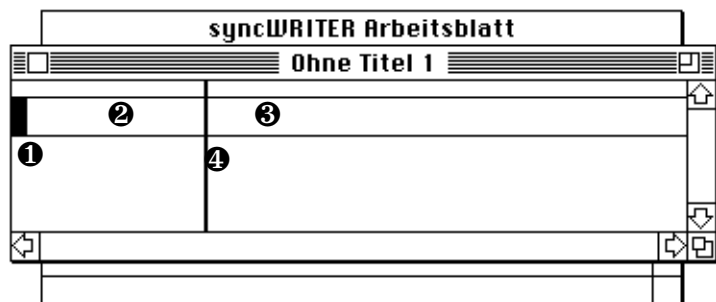 syncWRITER Arbeitsblatt
Ohne Titel 1
❷ ❸
❶ ❹